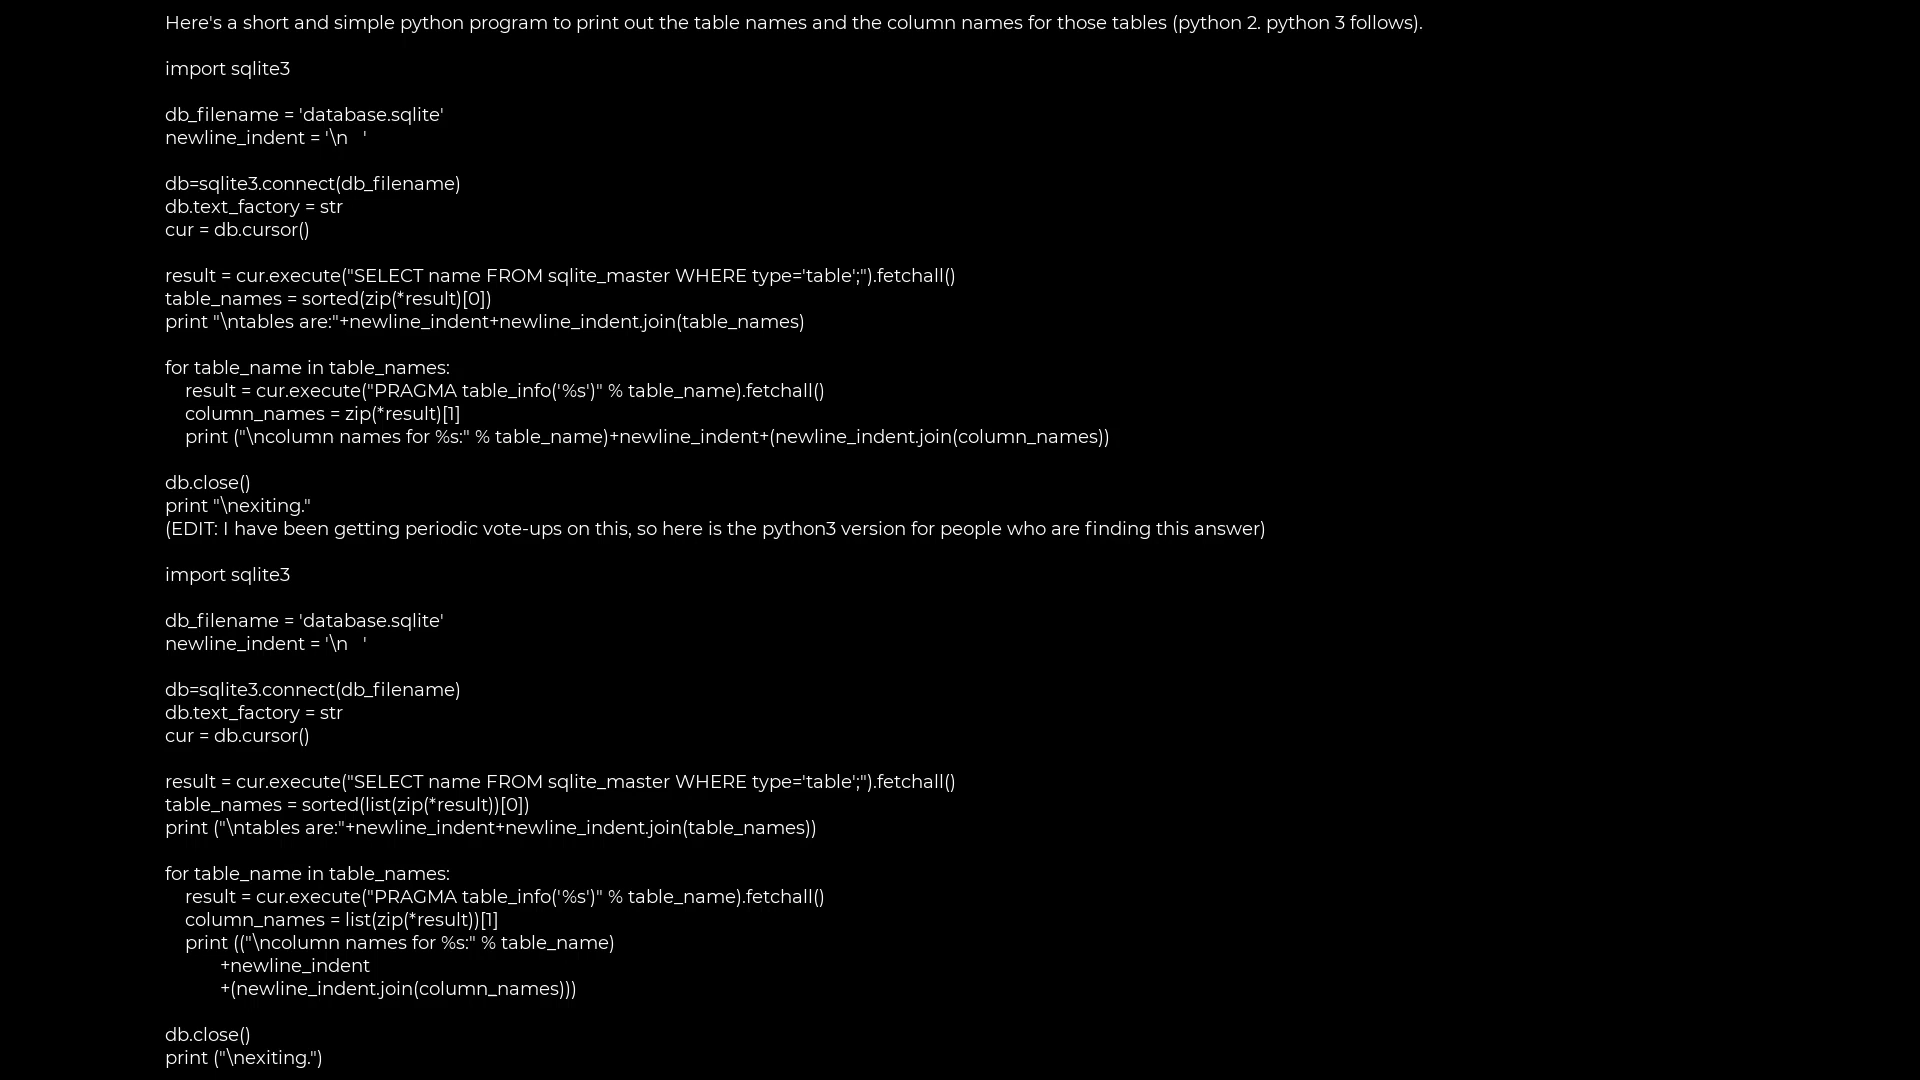 Here's a short and simple python program to print out the table names and the column names for those tables (python 2. python 3 follows).

import sqlite3

db_filename = 'database.sqlite'
newline_indent = '\n   '

db=sqlite3.connect(db_filename)
db.text_factory = str
cur = db.cursor()

result = cur.execute("SELECT name FROM sqlite_master WHERE type='table';").fetchall()
table_names = sorted(zip(*result)[0])
print "\ntables are:"+newline_indent+newline_indent.join(table_names)

for table_name in table_names:
    result = cur.execute("PRAGMA table_info('%s')" % table_name).fetchall()
    column_names = zip(*result)[1]
    print ("\ncolumn names for %s:" % table_name)+newline_indent+(newline_indent.join(column_names))

db.close()
print "\nexiting."
(EDIT: I have been getting periodic vote-ups on this, so here is the python3 version for people who are finding this answer)

import sqlite3

db_filename = 'database.sqlite'
newline_indent = '\n   '

db=sqlite3.connect(db_filename)
db.text_factory = str
cur = db.cursor()

result = cur.execute("SELECT name FROM sqlite_master WHERE type='table';").fetchall()
table_names = sorted(list(zip(*result))[0])
print ("\ntables are:"+newline_indent+newline_indent.join(table_names))

for table_name in table_names:
    result = cur.execute("PRAGMA table_info('%s')" % table_name).fetchall()
    column_names = list(zip(*result))[1]
    print (("\ncolumn names for %s:" % table_name)
           +newline_indent
           +(newline_indent.join(column_names)))

db.close()
print ("\nexiting.")